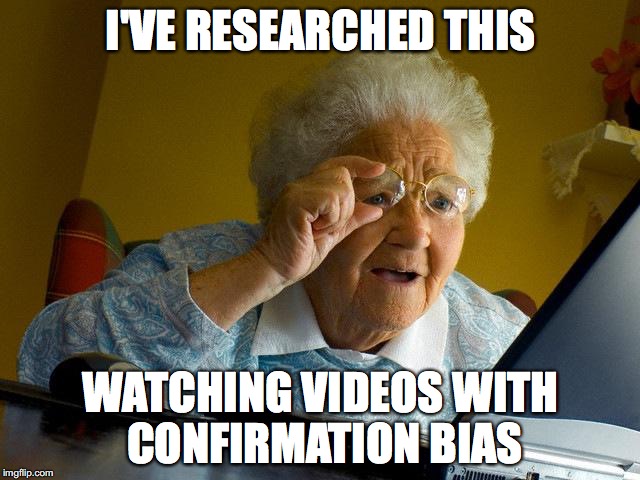 I'VE RESEARCHED THIS
WATCHING VIDEOS WITH
CONFIRMATION BIAS
imgflip.com